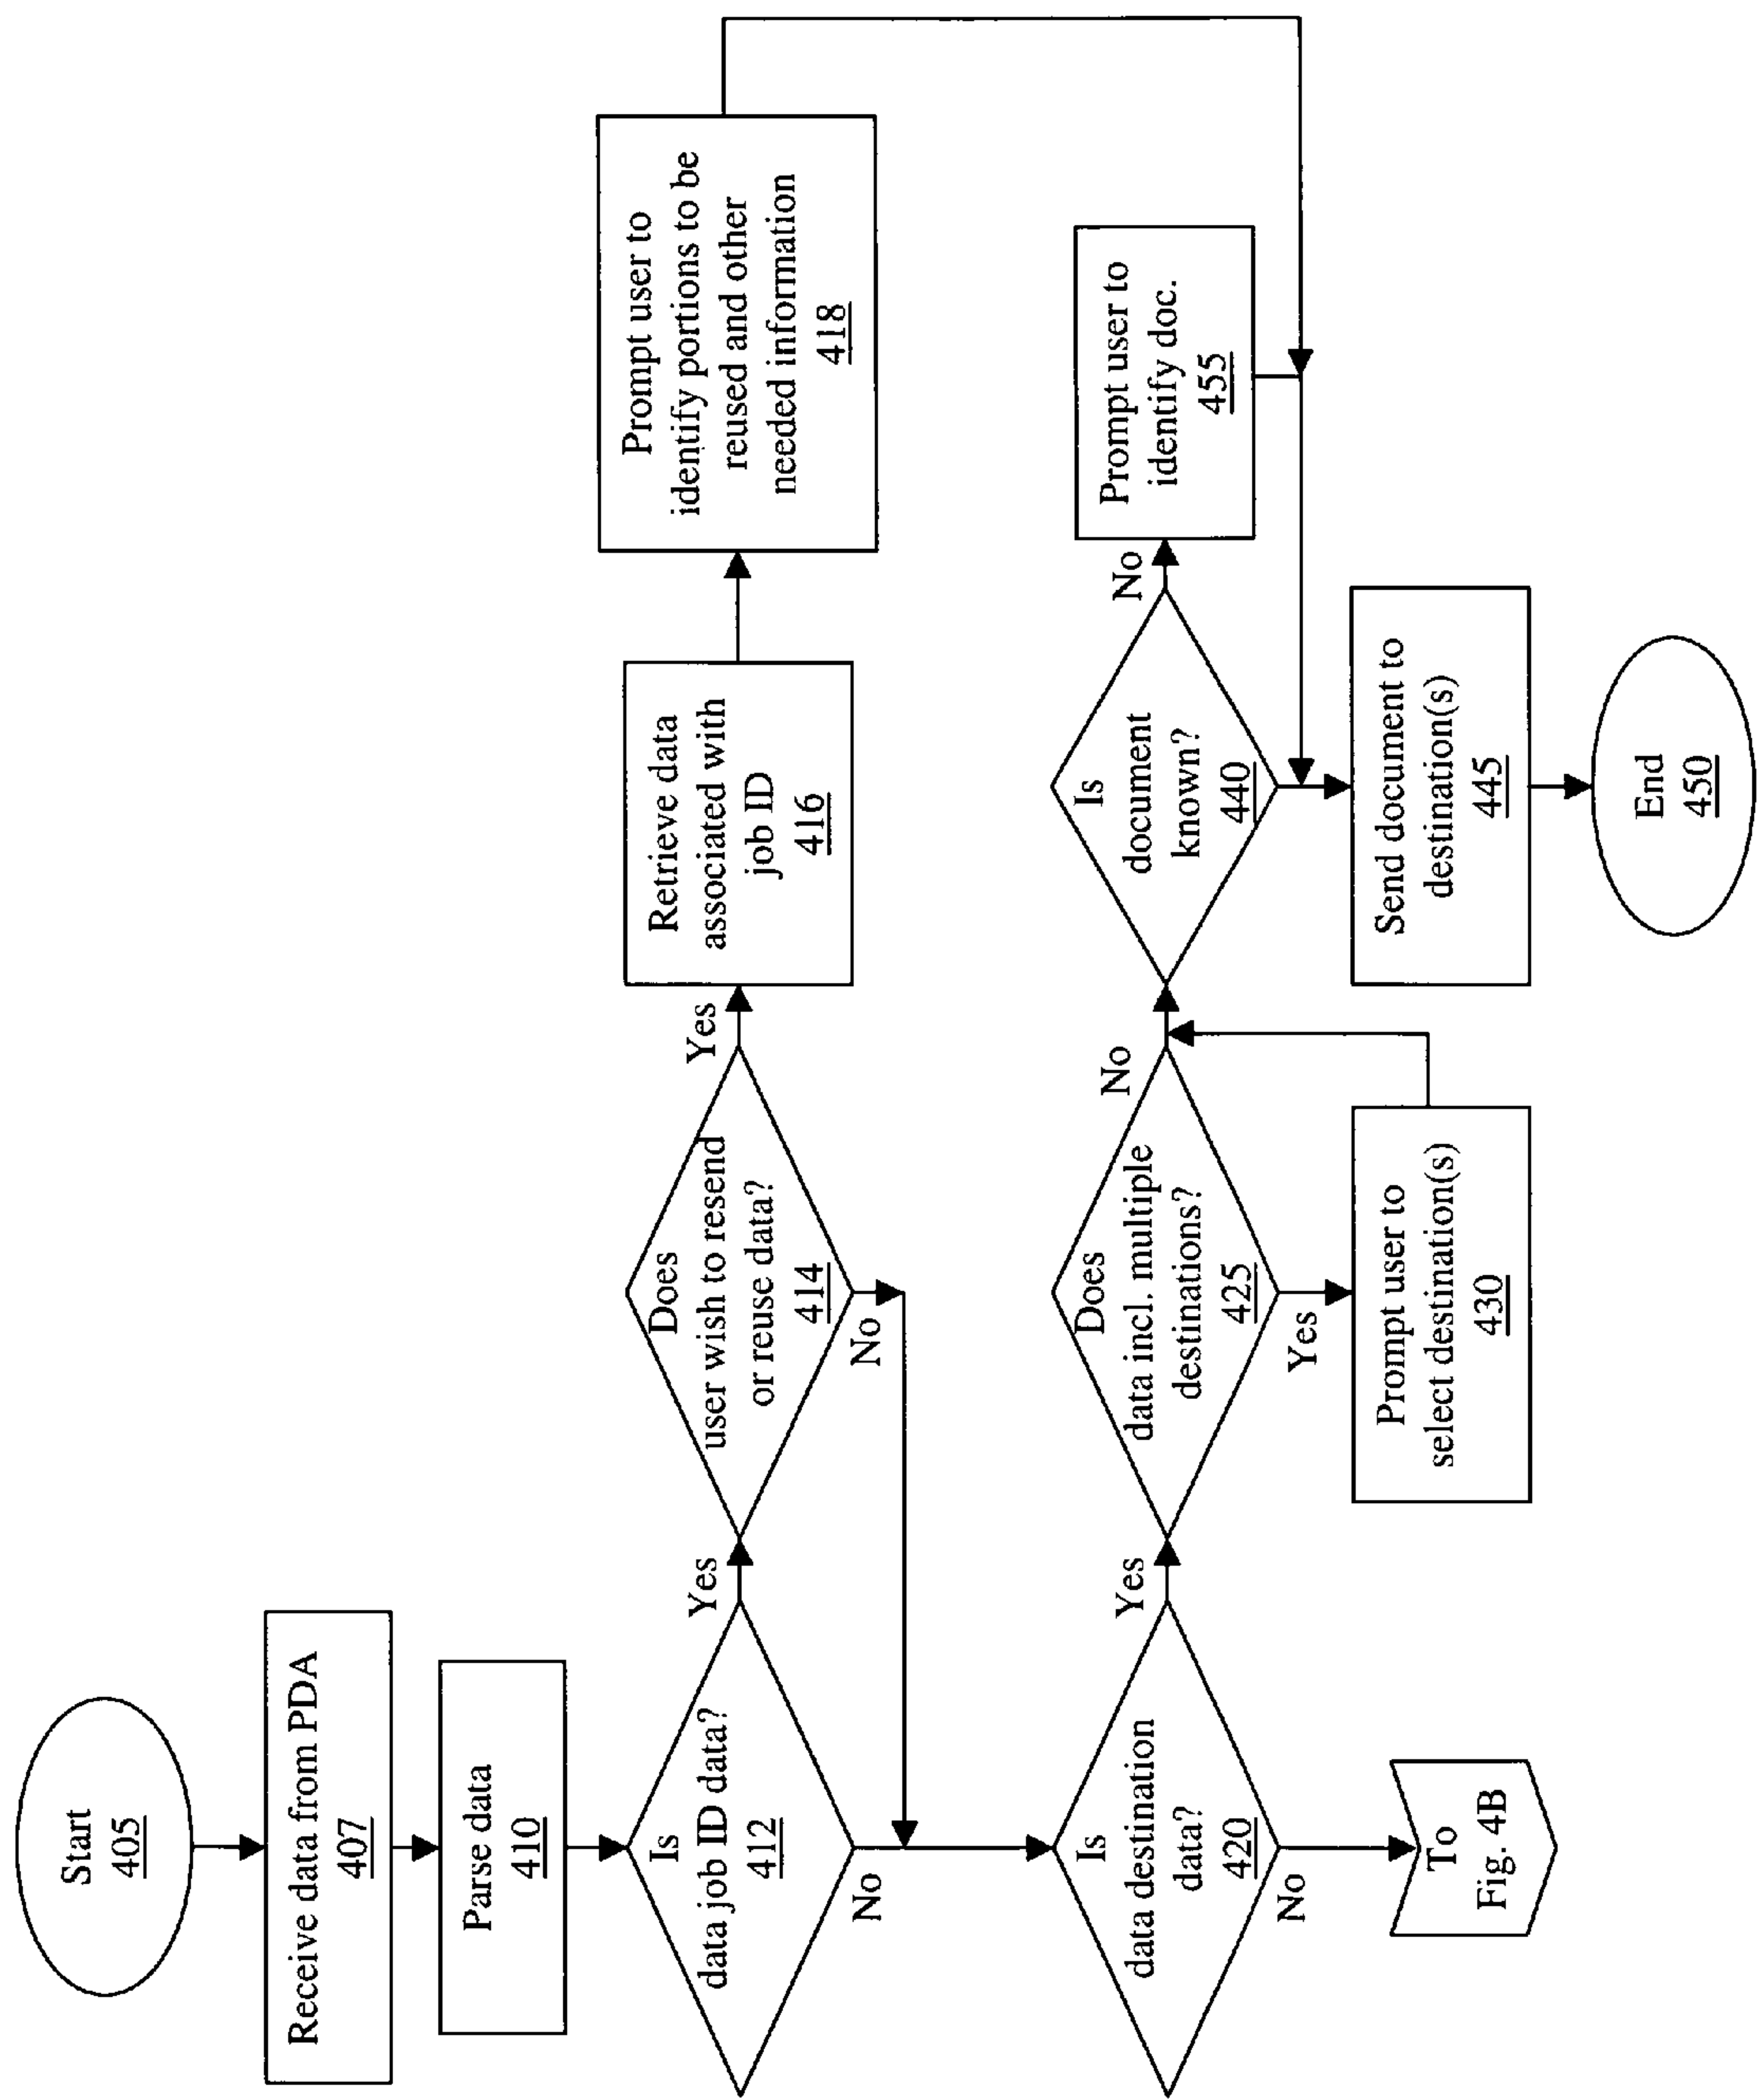 Start
405
Receive data from PDA
407
Parse data
410
Is
data job ID data?
412
Yes
No
Does
user wish to resend
or reuse data?
414
Yes
No
Retrieve data
associated with
job ID
416
Prompt user to
identify portions to be
reused and other
needed information
418
Is
data destination
data?
420
Yes
No
To
Fig. 4B
Does
data incl. multiple
destinations?
425
No
Yes
Prompt user to
select destination(s)
430
Is
document
known?
440
No
Prompt user to
identify doc.
455
Send document to
destination(s)
445
End
450